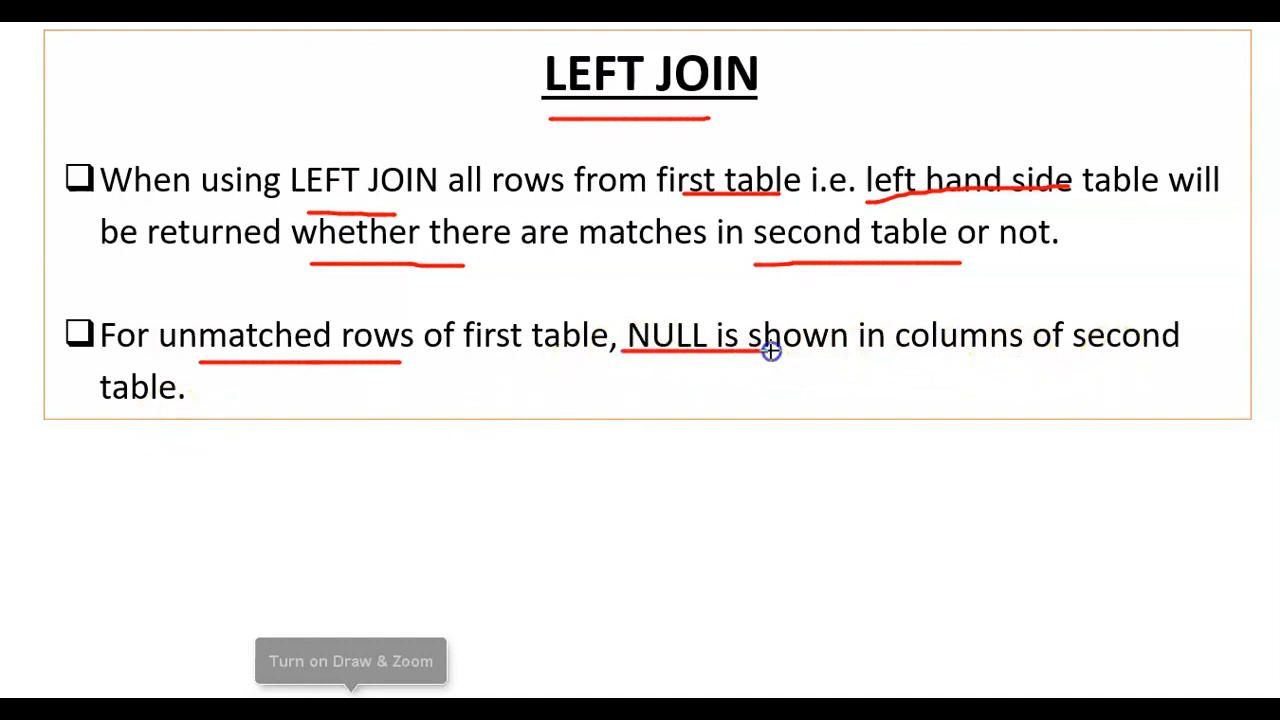 LEFT JOIN
When using LEFT JOIN all rows from first table i.e. left hand side table will
be returned whether there are matches in second table or not.
For unmatched rows of first table, NULL is shown in columns of second
table.
Turn on Draw & Zoom